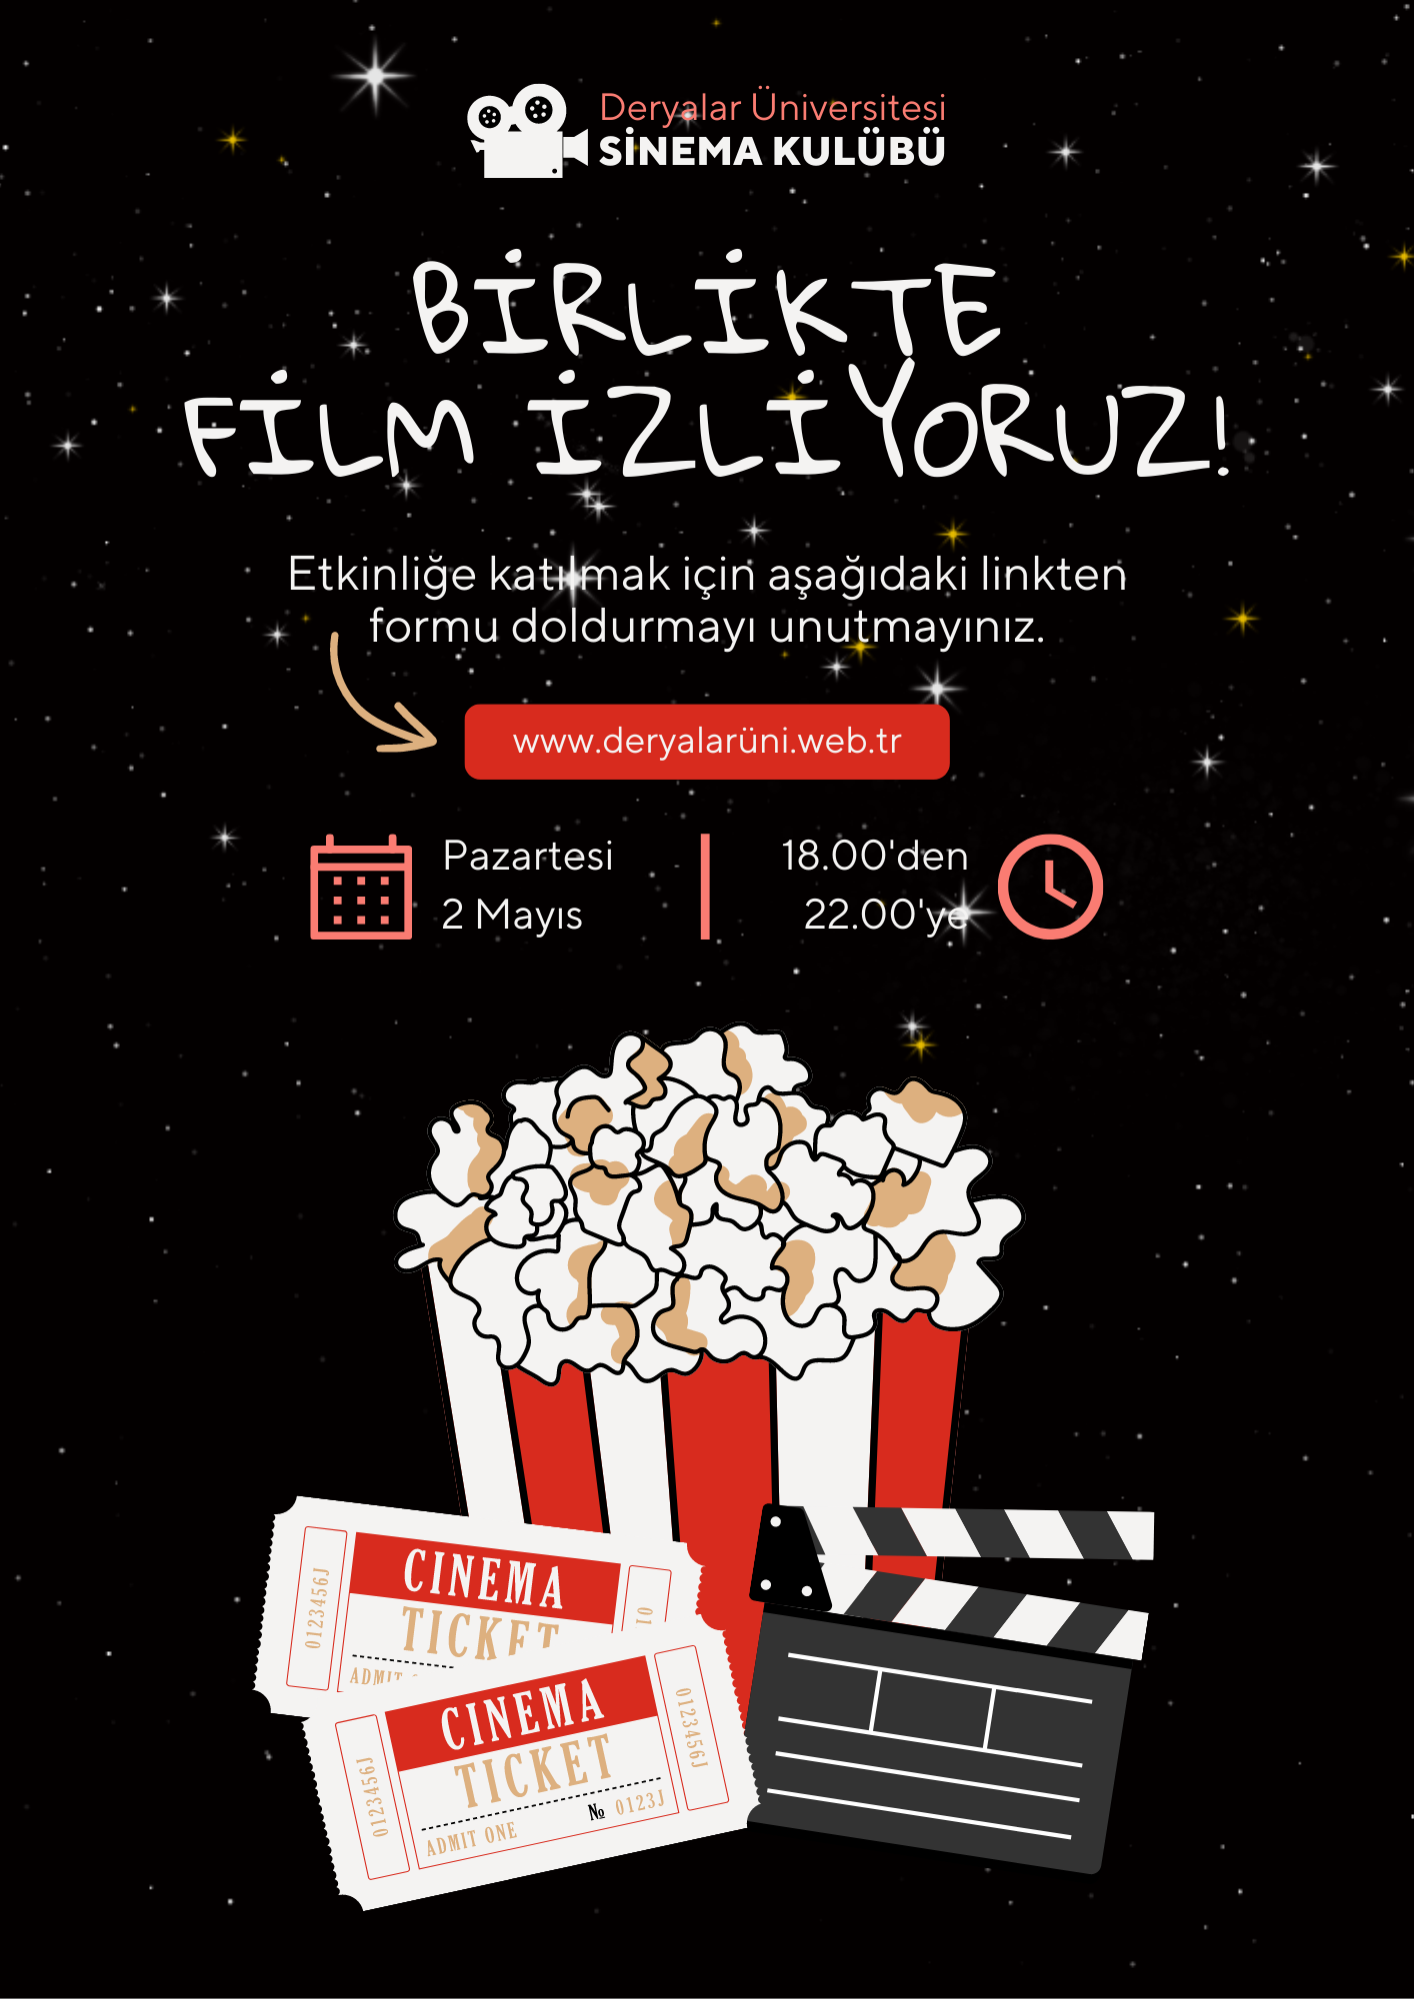 Deryalar Üniversitesi
SİNEMA KULÜBÜ
BİRLİKTE
FİLM İZLİYORUZ!
Etkinliğe katılmak için aşağıdaki linkten
formu doldurmayı unutmayınız.
www.deryalarüni.web.tr
Pazartesi
2 Mayıs
18.00'den
22.00'ye
0123456J
CINEMA
TICKET
ADMIT
01
0123456J
CINEMA
TICKET
ADMIT ONE
№ 0123J
0123456J